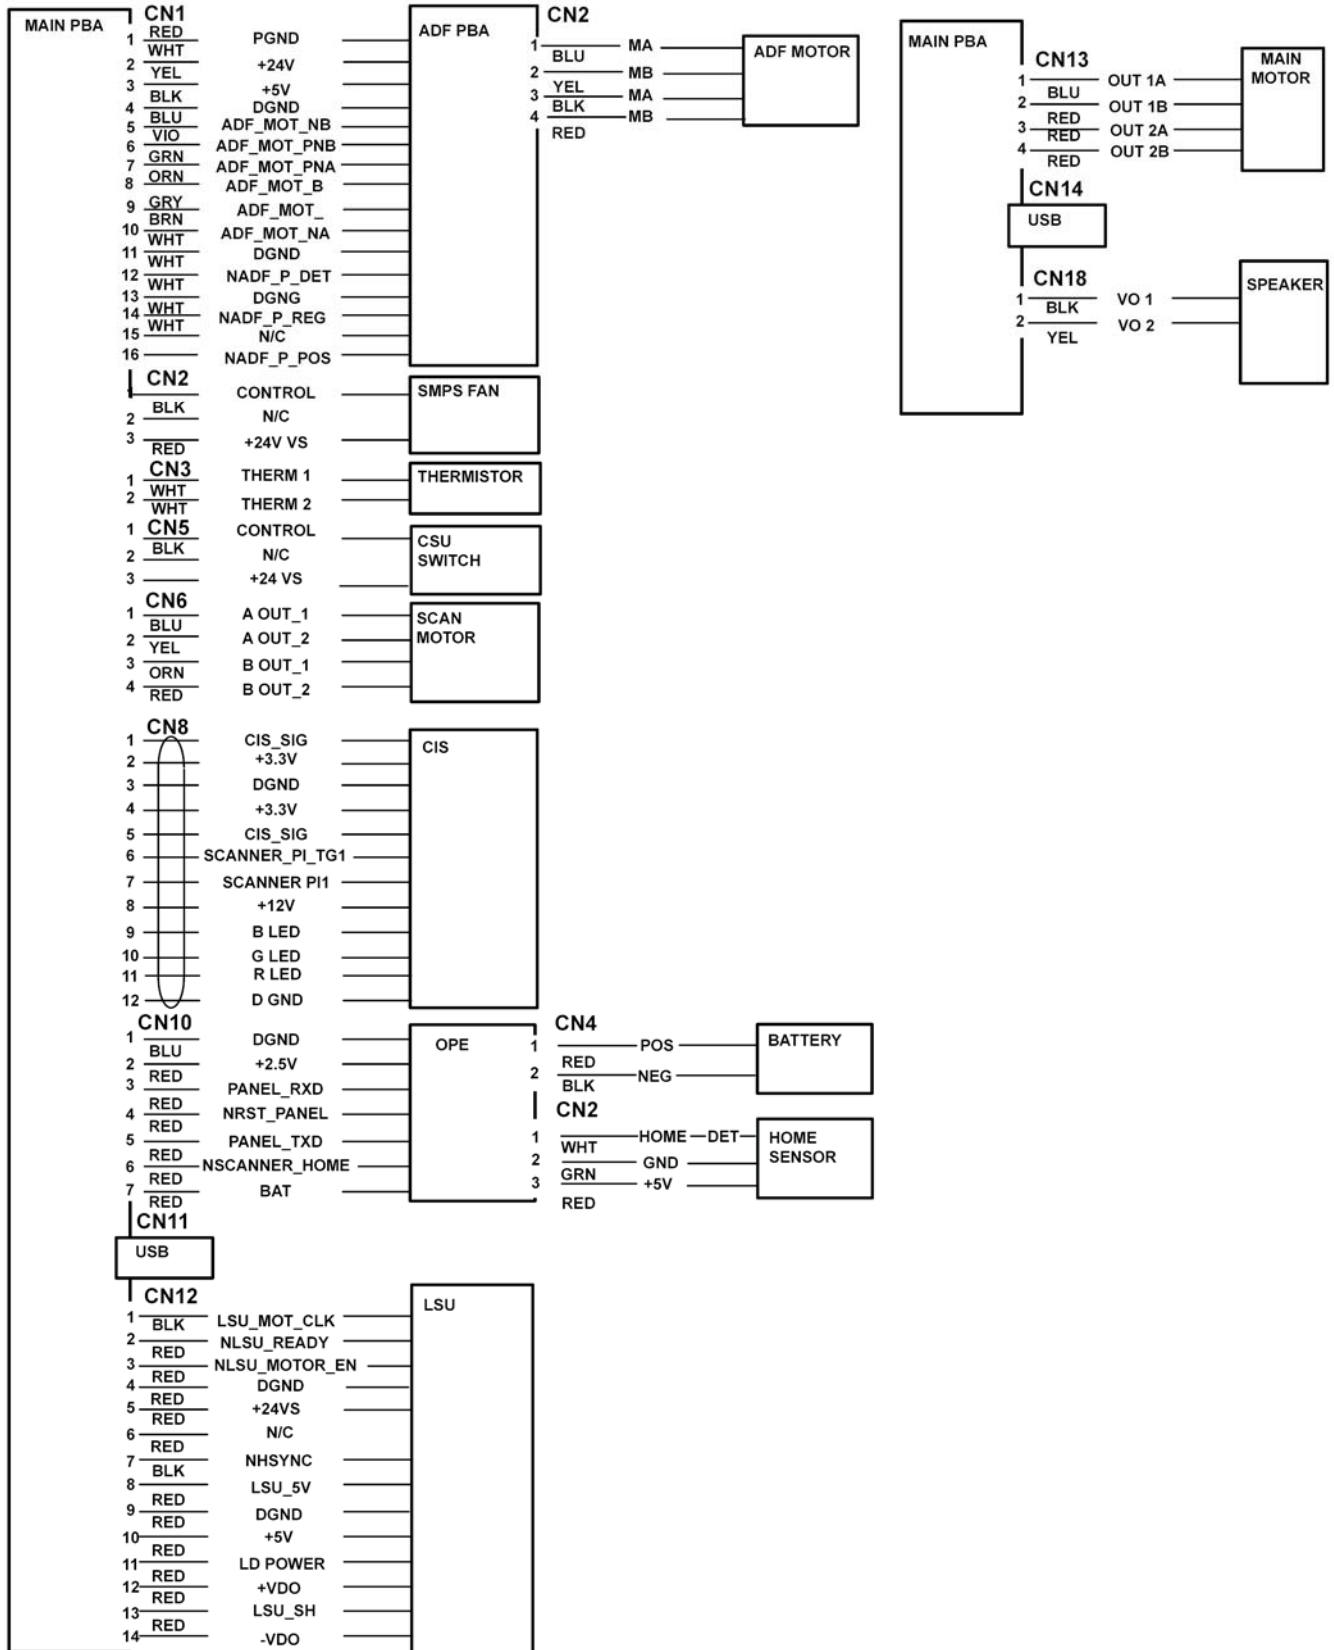 MAIN PBA
CN1
1 RED PGND
2 WHT +24V
3 YEL +5V
4 BLK DGND
5 BLU ADF_MOT_NB
6 VIO ADF_MOT_PNB
7 GRN ADF_MOT_PNA
8 ORN ADF_MOT_B
9 GRY ADF_MOT_
10 BRN ADF_MOT_NA
11 WHT DGND
12 WHT NADF_P_DET
13 WHT DGNG
14 WHT NADF_P_REG
15 WHT N/C
16 NADF_P_POS
ADF PBA
CN2
1 MA
BLU
2 MB
YEL
3 MA
BLK
4 MB
RED
ADF MOTOR
CN2
1 CONTROL
BLK
2 N/C
3 +24V VS
RED
SMPS FAN
CN3
1 THERM 1
WHT
2 THERM 2
WHT
THERMISTOR
CN5
1 CONTROL
BLK
2 N/C
3 +24 VS
CSU
SWITCH
CN6
1 A OUT_1
BLU
2 A OUT_2
YEL
3 B OUT_1
ORN
4 B OUT_2
RED
SCAN
MOTOR
CN8
1 CIS_SIG
2 +3.3V
3 DGND
4 +3.3V
5 CIS_SIG
6 SCANNER_PI_TG1
7 SCANNER PI1
8 +12V
9 B LED
10 G LED
11 R LED
12 D GND
CIS
CN10
1 DGND
BLU
2 +2.5V
RED
3 PANEL_RXD
RED
4 NRST_PANEL
RED
5 PANEL_TXD
RED
6 NSCANNER_HOME
RED
7 BAT
RED
OPE
CN4
1 POS
RED
2 NEG
BLK
BATTERY
CN2
1 HOME DET
WHT
2 GND
GRN
3 +5V
RED
HOME
SENSOR
CN11
USB
CN12
1 LSU_MOT_CLK
BLK
2 NLSU_READY
RED
3 NLSU_MOTOR_EN
RED
4 DGND
RED
5 +24VS
RED
6 N/C
RED
7 NHSYNC
BLK
8 LSU_5V
RED
9 DGND
RED
10 +5V
RED
11 LD POWER
RED
12 +VDO
RED
13 LSU_SH
RED
14 -VDO
LSU
MAIN PBA
CN13
1 OUT 1A
BLU
2 OUT 1B
RED
3 OUT 2A
RED
4 OUT 2B
RED
MAIN
MOTOR
CN14
USB
CN18
1 VO 1
BLK
2 VO 2
YEL
SPEAKER